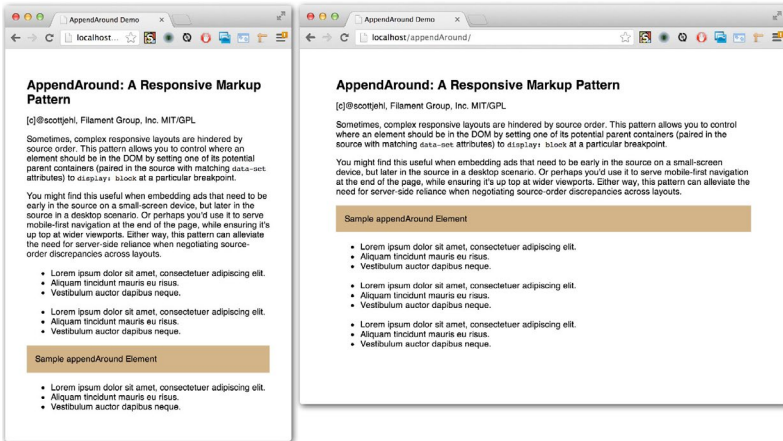 AppendAround Demo
localhost...
AppendAround: A Responsive Markup
Pattern
[c]@scottjehl, Filament Group, Inc. MIT/GPL
Sometimes, complex responsive layouts are hindered by
source order. This pattern allows you to control where an
element should be in the DOM by setting one of its potential
parent containers (paired in the source with matching data-set
attributes) to display: block at a particular breakpoint.
You might find this useful when embedding ads that need to be
early in the source on a small-screen device, but later in the
source in a desktop scenario. Or perhaps you'd use it to serve
mobile-first navigation at the end of the page, while ensuring it's
up top at wider viewports. Either way, this pattern can alleviate
the need for server-side reliance when negotiating source-
order discrepancies across layouts.
• Lorem ipsum dolor sit amet, consectetuer adipiscing elit.
• Aliquam tincidunt mauris eu risus.
• Vestibulum auctor dapibus neque.
• Lorem ipsum dolor sit amet, consectetuer adipiscing elit.
• Aliquam tincidunt mauris eu risus.
• Vestibulum auctor dapibus neque.
Sample appendAround Element
• Lorem ipsum dolor sit amet, consectetuer adipiscing elit.
• Aliquam tincidunt mauris eu risus.
• Vestibulum auctor dapibus neque.
AppendAround Demo
localhost/appendAround/
AppendAround: A Responsive Markup Pattern
[c]@scottjehl, Filament Group, Inc. MIT/GPL
Sometimes, complex responsive layouts are hindered by source order. This pattern allows you to control
where an element should be in the DOM by setting one of its potential parent containers (paired in the
source with matching data-set attributes) to display: block at a particular breakpoint.
You might find this useful when embedding ads that need to be early in the source on a small-screen
device, but later in the source in a desktop scenario. Or perhaps you'd use it to serve mobile-first navigation
at the end of the page, while ensuring it's up top at wider viewports. Either way, this pattern can alleviate the
need for server-side reliance when negotiating source-order discrepancies across layouts.
Sample appendAround Element
• Lorem ipsum dolor sit amet, consectetuer adipiscing elit.
• Aliquam tincidunt mauris eu risus.
• Vestibulum auctor dapibus neque.
• Lorem ipsum dolor sit amet, consectetuer adipiscing elit.
• Aliquam tincidunt mauris eu risus.
• Vestibulum auctor dapibus neque.
• Lorem ipsum dolor sit amet, consectetuer adipiscing elit.
• Aliquam tincidunt mauris eu risus.
• Vestibulum auctor dapibus neque.